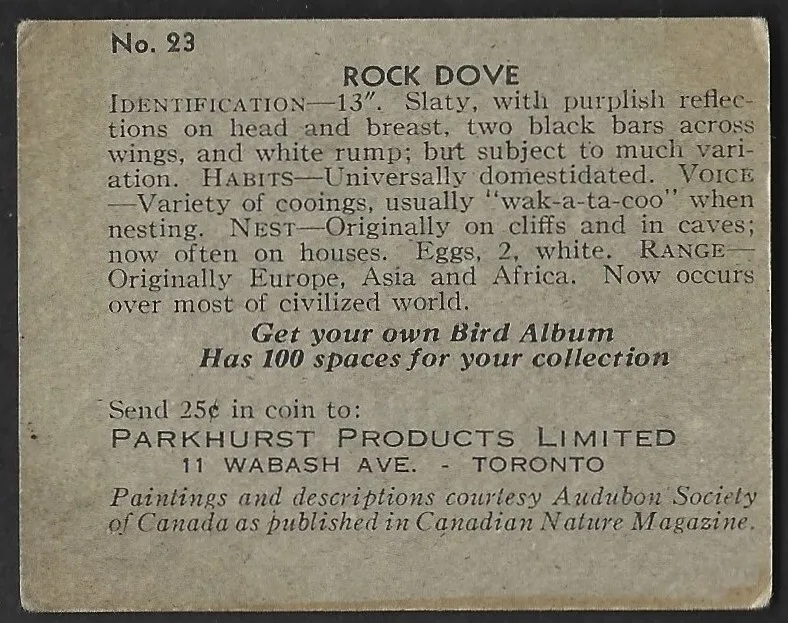 No. 23
ROCK DOVE
IDENTIFICATION—13". Slaty, with purplish reflec-
tions on head and breast, two black bars across
wings, and white rump; but subject to much vari-
ation. HABITS—Universally domestidated. VOICE
—Variety of cooings, usually "wak-a-ta-coo" when
nesting. NEST—Originally on cliffs and in caves;
now often on houses. Eggs, 2, white. RANGE—
Originally Europe, Asia and Africa. Now occurs
over most of civilized world.
Get your own Bird Album
Has 100 spaces for your collection
Send 25¢ in coin to:
PARKHURST PRODUCTS LIMITED
11 WABASH AVE. - TORONTO
Paintings and descriptions courtesy Audubon Society
of Canada as published in Canadian Nature Magazine.